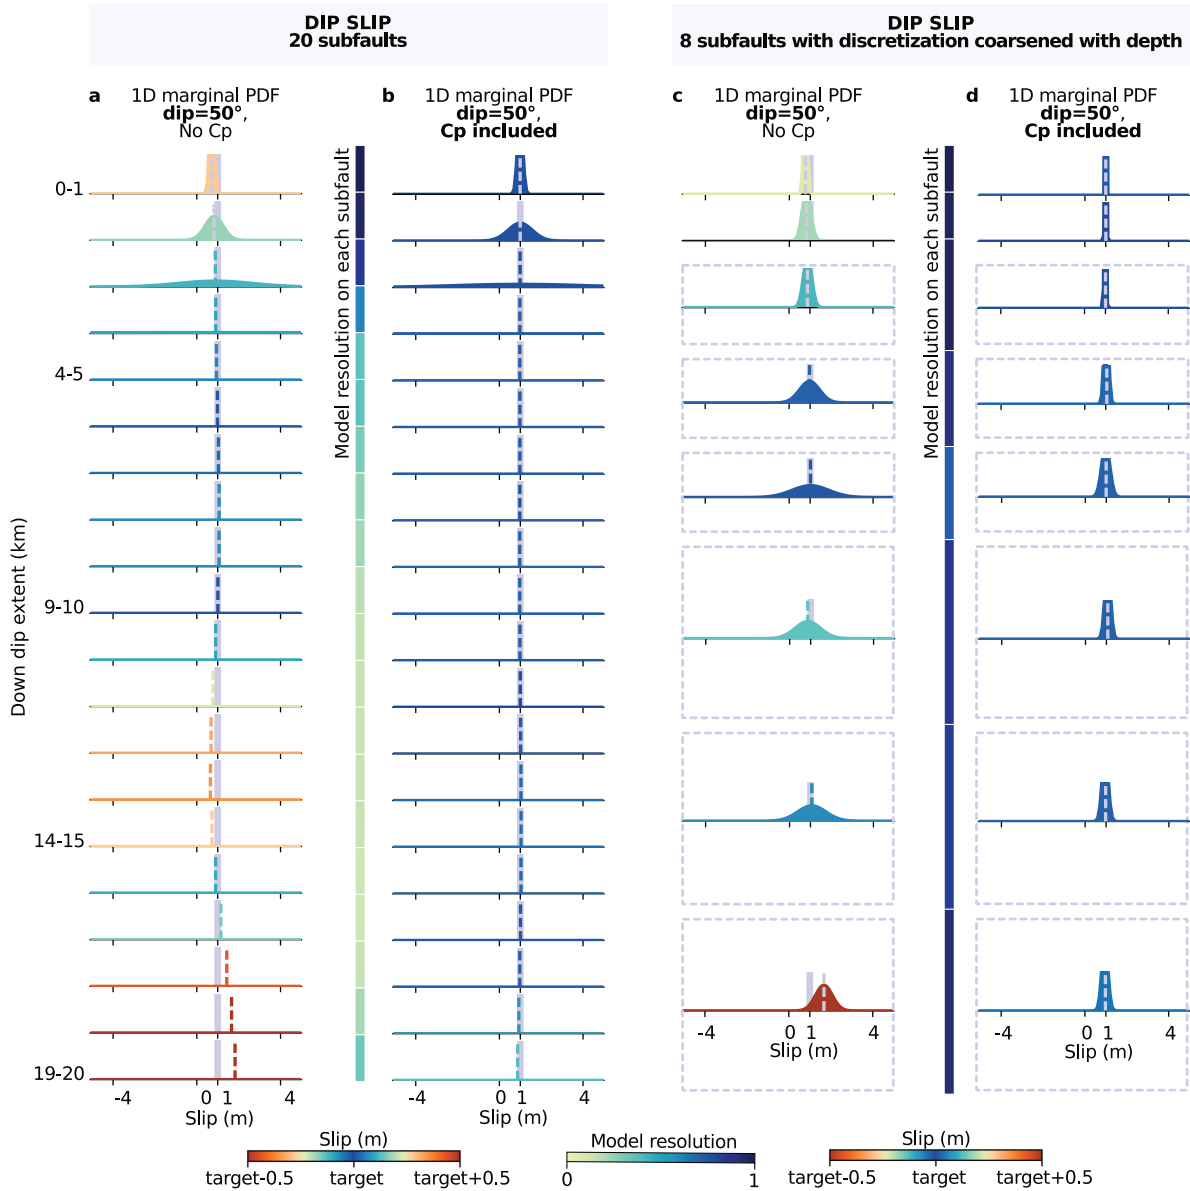 DIP SLIP
20 subfaults
DIP SLIP
8 subfaults with discretization coarsened with depth
a
1D marginal PDF
dip=50°,
No Cp
b
1D marginal PDF
dip=50°,
Cp included
c
1D marginal PDF
dip=50°,
No Cp
d
1D marginal PDF
dip=50°,
Cp included
Down dip extent (km)
0-1
4-5
9-10
14-15
19-20
Model resolution on each subfault
Model resolution on each subfault
-4 0 1 4
Slip (m)
-4 0 1 4
Slip (m)
-4 0 1 4
Slip (m)
-4 0 1 4
Slip (m)
Slip (m)
target-0.5 target target+0.5
Model resolution
0 1
Slip (m)
target-0.5 target target+0.5